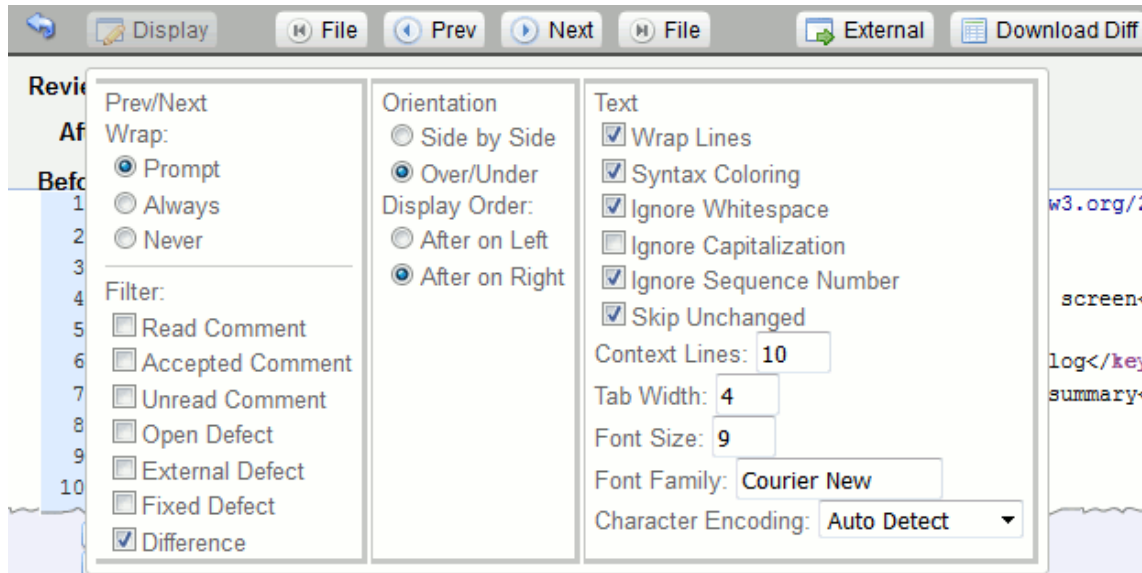 Display File Prev Next File External Download Diff
Prev/Next
Wrap:
Prompt
Always
Never
Filter:
Read Comment
Accepted Comment
Unread Comment
Open Defect
External Defect
Fixed Defect
Difference
Orientation
Side by Side
Over/Under
Display Order:
After on Left
After on Right
Text
Wrap Lines
Syntax Coloring
Ignore Whitespace
Ignore Capitalization
Ignore Sequence Number
Skip Unchanged
Context Lines: 10
Tab Width: 4
Font Size: 9
Font Family: Courier New
Character Encoding: Auto Detect
Revie
Af
Befo
1
2
3
4
5
6
7
8
9
10
w3.org/2
screen<
log</key
summary<